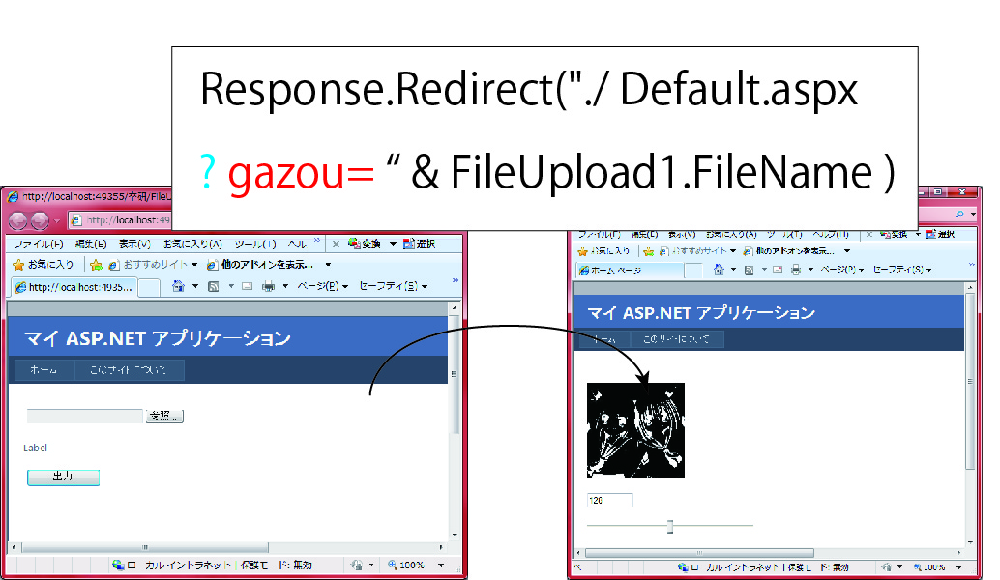 Response.Redirect("./ Default.aspx
? gazou= “ & FileUpload1.FileName )
http://localhost:49355/卒研/FileU
http://localhost:49
ファイル(F) 編集(E) 表示(V) お気に入り(A) ツール(T) ヘル » × 変換 選択
お気に入り おすすめサイト 他のアドオンを表示...
http://localhost:4935... ページ(P) セーフティ(S) »
マイ ASP.NET アプリケーション
ホーム このサイトについて
参照...
Label
出力
ローカル イントラネット | 保護モード: 無効 100%
ファイル(F) 編集(E) 表示(V) お気に入り(A) ツール(T) ヘルプ(H) × 変換 選択
お気に入り おすすめサイト 他のアドオンを表示...
ホーム ページ ページ(P) セーフティ(S) »
マイ ASP.NET アプリケーション
ホーム このサイトについて
128
ペ ローカル イントラネット | 保護モード: 無効 100%